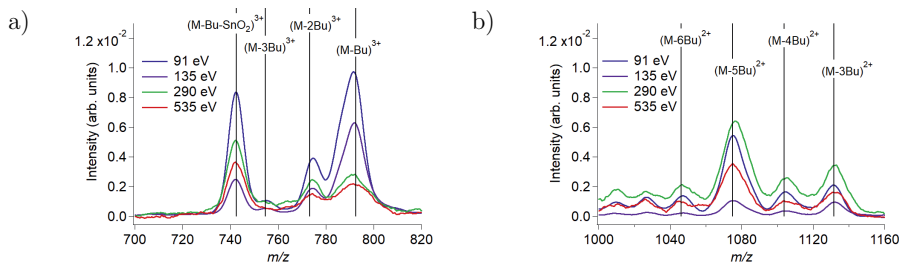 a)
(M-Bu-SnO₂)³⁺
(M-3Bu)³⁺
(M-2Bu)³⁺
(M-Bu)³⁺
1.2 x10⁻²
1.0
0.8
0.6
0.4
0.2
0.0
Intensity (arb. units)
91 eV
135 eV
290 eV
535 eV
700 720 740 760 780 800 820
m/z
b)
(M-6Bu)²⁺
(M-5Bu)²⁺
(M-4Bu)²⁺
(M-3Bu)²⁺
1.2 x10⁻²
1.0
0.8
0.6
0.4
0.2
0.0
Intensity (arb. units)
91 eV
135 eV
290 eV
535 eV
1000 1040 1080 1120 1160
m/z